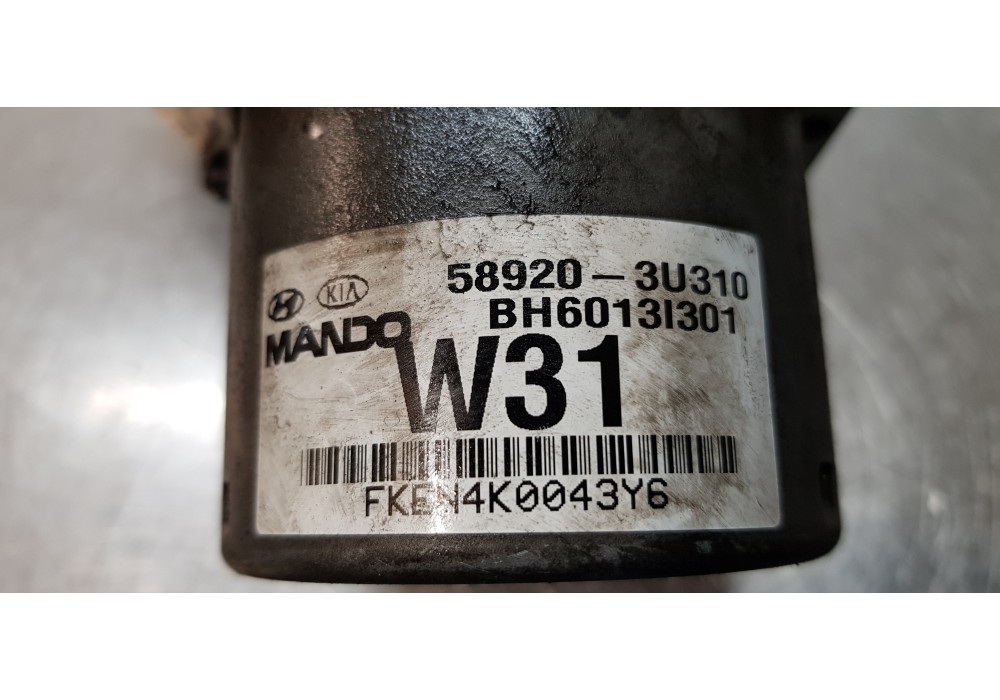 58920-3U310
KIA
BH6013I301
MANDO
W31
FKEN4K0043Y6